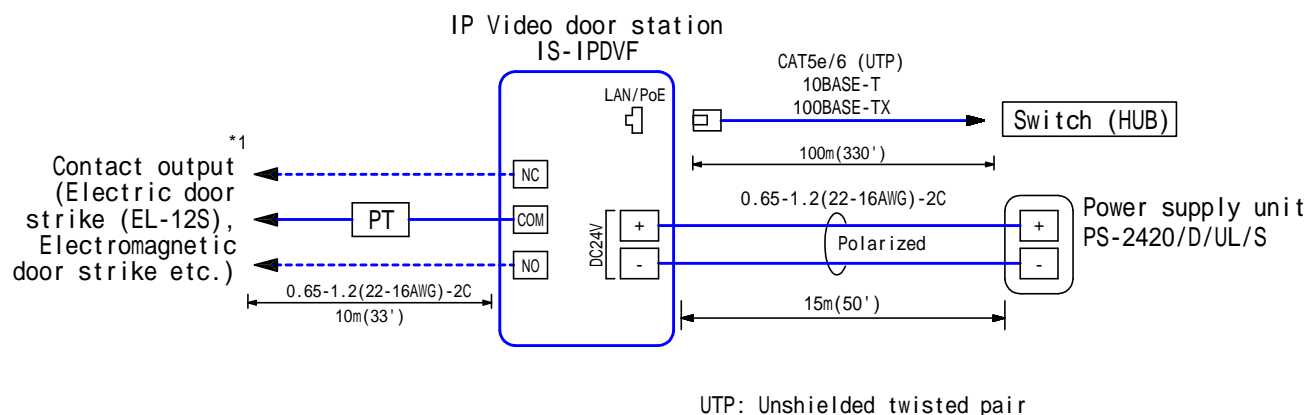 IP Video door station
IS-IPDVF
LAN/PoE
CAT5e/6 (UTP)
10BASE-T
100BASE-TX
Switch (HUB)
100m(330')
*1
Contact output
(Electric door
strike (EL-12S),
Electromagnetic
door strike etc.)
PT
NC
COM
NO
0.65-1.2(22-16AWG)-2C
10m(33')
DC24V
+
-
0.65-1.2(22-16AWG)-2C
Polarized
15m(50')
+
-
Power supply unit
PS-2420/D/UL/S
UTP: Unshielded twisted pair